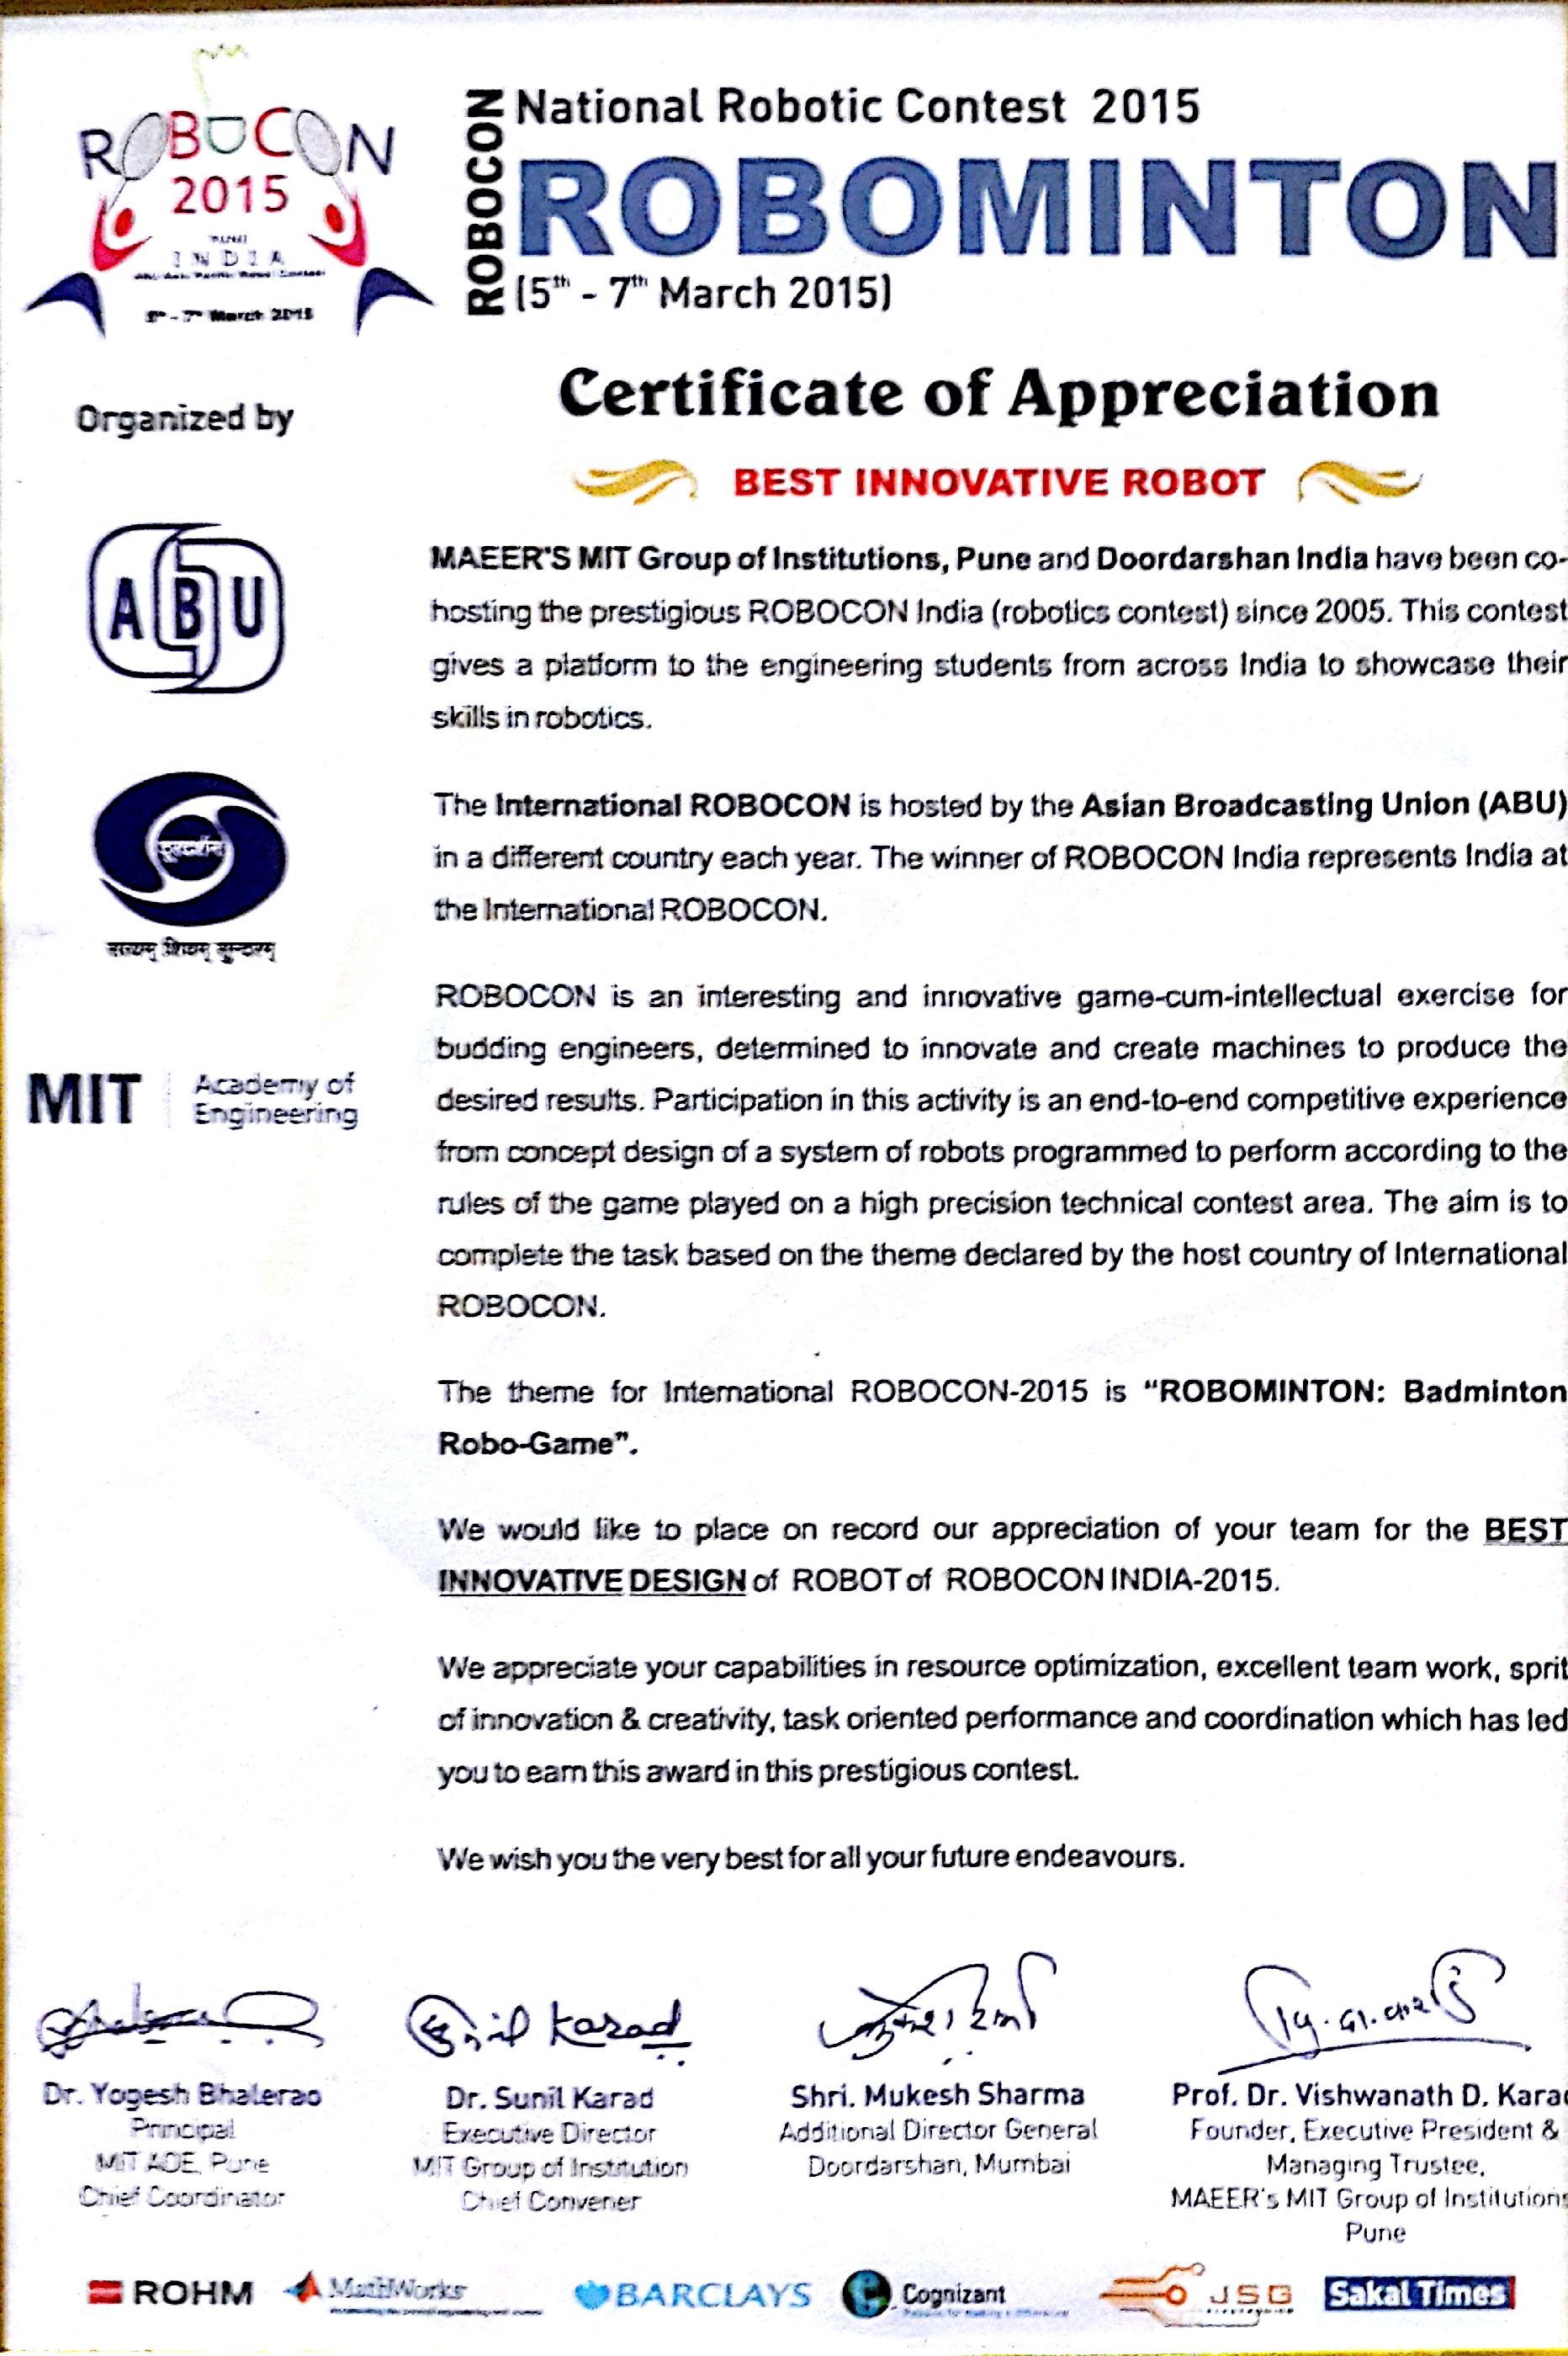 ROBOCON
2015
INDIA
5th - 7th March 2015
ROBOCON
National Robotic Contest 2015
ROBOMINTON
(5th - 7th March 2015)
Organized by
Certificate of Appreciation
BEST INNOVATIVE ROBOT
ABU
MAEER'S MIT Group of Institutions, Pune and Doordarshan India have been co-
hosting the prestigious ROBOCON India (robotics contest) since 2005. This contest
gives a platform to the engineering students from across India to showcase their
skills in robotics.
दूरदर्शन
सत्यम् शिवम् सुन्दरम्
The International ROBOCON is hosted by the Asian Broadcasting Union (ABU)
in a different country each year. The winner of ROBOCON India represents India at
the International ROBOCON.
MIT Academy of
Engineering
ROBOCON is an interesting and innovative game-cum-intellectual exercise for
budding engineers, determined to innovate and create machines to produce the
desired results. Participation in this activity is an end-to-end competitive experience
from concept design of a system of robots programmed to perform according to the
rules of the game played on a high precision technical contest area. The aim is to
complete the task based on the theme declared by the host country of International
ROBOCON.
The theme for International ROBOCON-2015 is “ROBOMINTON: Badminton
Robo-Game”.
We would like to place on record our appreciation of your team for the BEST
INNOVATIVE DESIGN of ROBOT of ROBOCON INDIA-2015.
We appreciate your capabilities in resource optimization, excellent team work, sprit
of innovation & creativity, task oriented performance and coordination which has led
you to earn this award in this prestigious contest.
We wish you the very best for all your future endeavours.
Sunil Karad
Dr. Yogesh Bhalerao
Principal
MIT AOE, Pune
Chief Coordinator
Dr. Sunil Karad
Executive Director
MIT Group of Institution
Chief Convener
Shri. Mukesh Sharma
Additional Director General
Doordarshan, Mumbai
Prof. Dr. Vishwanath D. Karad
Founder, Executive President &
Managing Trustee,
MAEER's MIT Group of Institutions
Pune
ROHM
MathWorks
BARCLAYS
Cognizant
JSG
Sakal Times